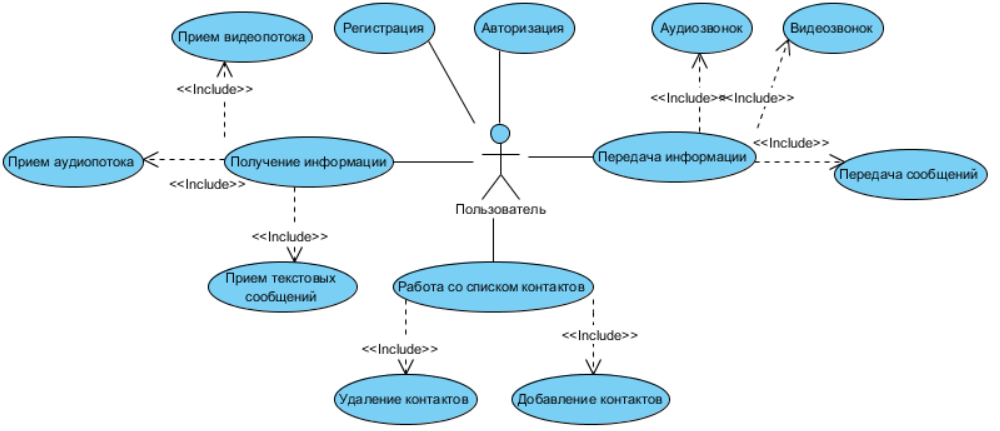 Регистрация
Авторизация
Аудиозвонок
Видеозвонок
Прием видеопотока
<<Include>>
<<Include>>
<<Include>>
<<Include>>
Прием аудиопотока
Получение информации
Передача информации
Передача сообщений
<<Include>>
Пользователь
<<Include>>
Прием текстовых
сообщений
Работа со списком контактов
<<Include>>
<<Include>>
Удаление контактов
Добавление контактов